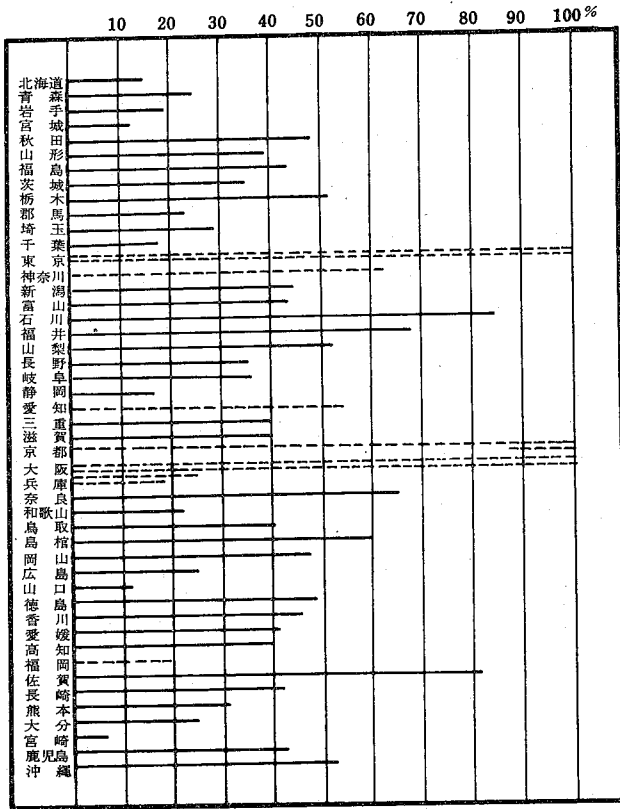 10 20 30 40 50 60 70 80 90 100 %
北海道
青森
岩手
宮城
秋田
山形
福島
茨城
栃木
郡馬
埼玉
千葉
東京
神奈川
新潟
富山
石川
福井
山梨
長野
岐阜
静岡
愛知
三重
滋賀
京都
大阪
兵庫
奈良
和歌山
鳥取
島棺
岡山
広島
山口
徳島
香川
愛媛
高知
福岡
佐賀
長崎
熊本
大分
宮崎
鹿児島
沖縄